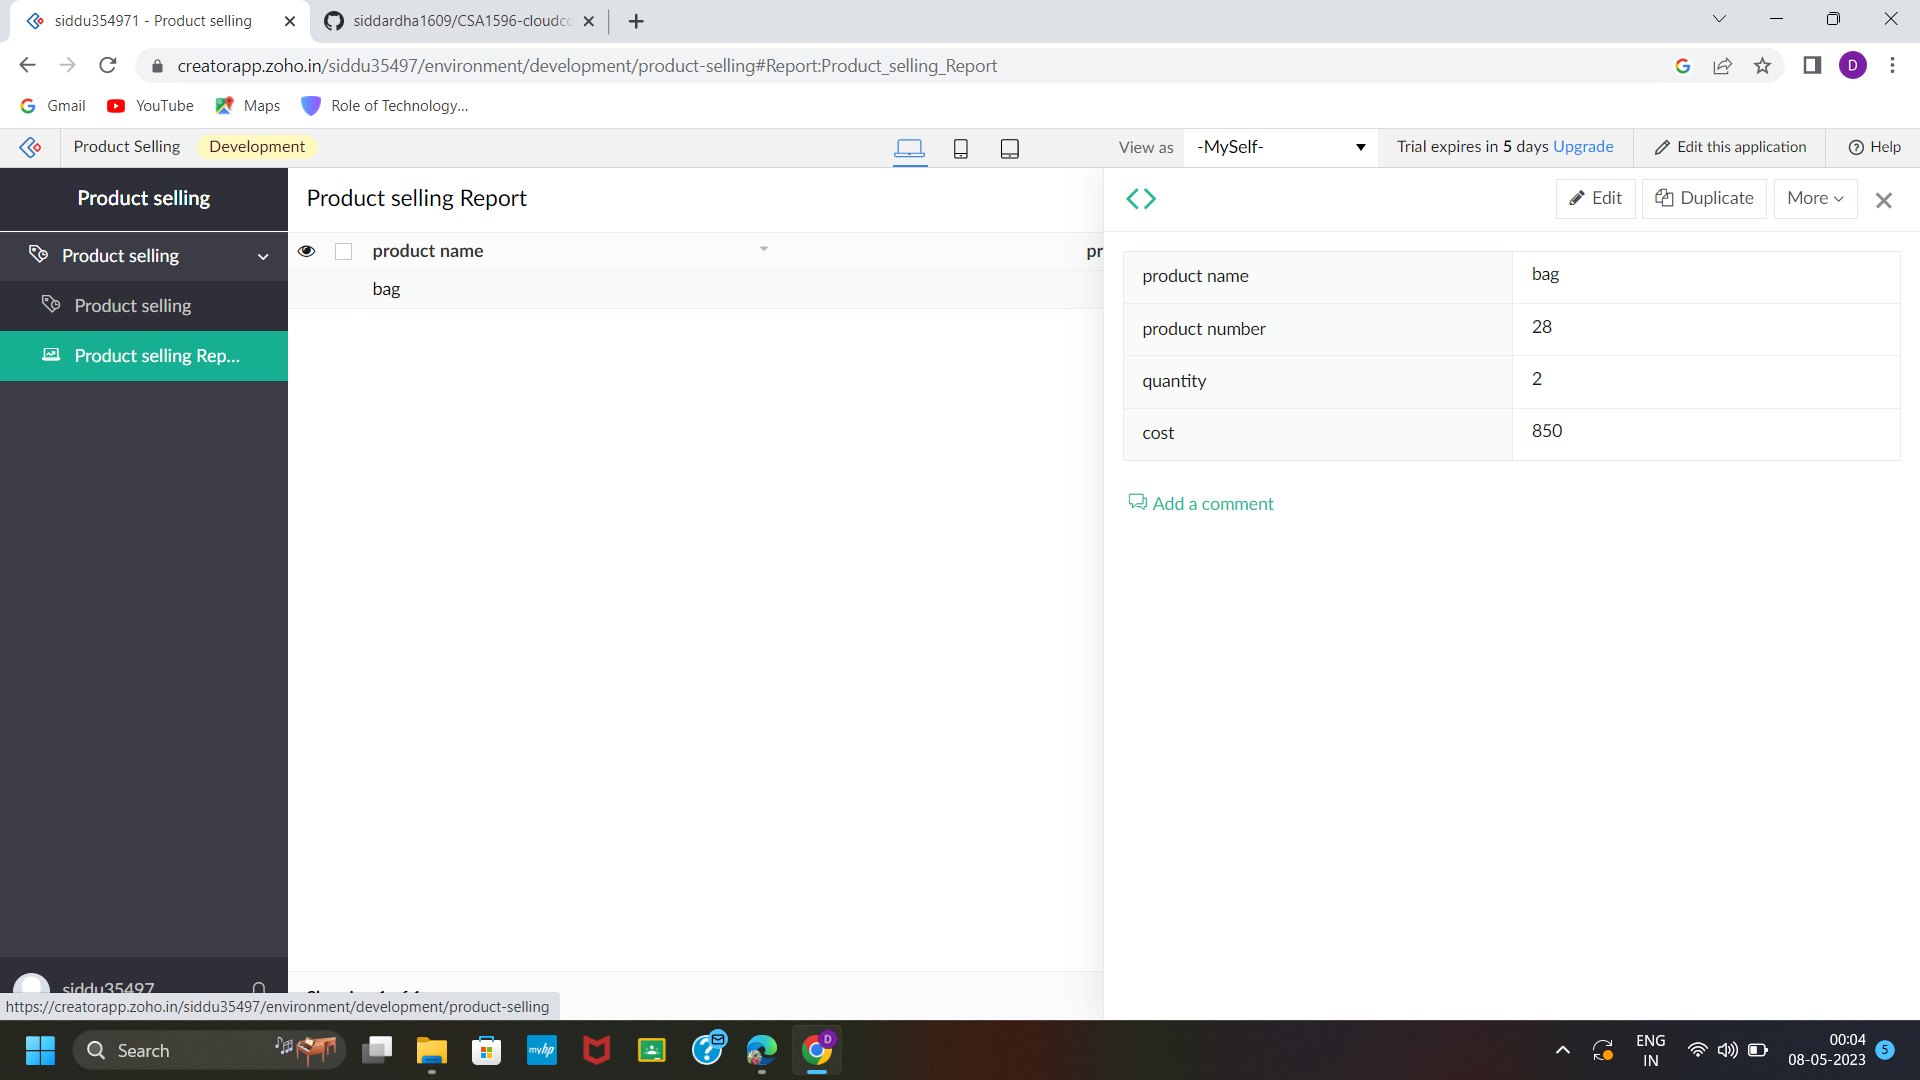 siddu354971 - Product selling
siddardha1609/CSA1596-cloudcc
creatorapp.zoho.in/siddu35497/environment/development/product-selling#Report:Product_selling_Report
D
Gmail
YouTube
Maps
Role of Technology...
Product Selling
Development
View as
-MySelf-
Trial expires in 5 days Upgrade
Edit this application
Help
Product selling
Product selling Report
Edit
Duplicate
More
Product selling
product name
pr
Product selling
bag
Product selling Rep...
product name
bag
product number
28
quantity
2
cost
850
Add a comment
siddu35497
https://creatorapp.zoho.in/siddu35497/environment/development/product-selling
Search
myhp
D
ENG
IN
00:04
08-05-2023
5